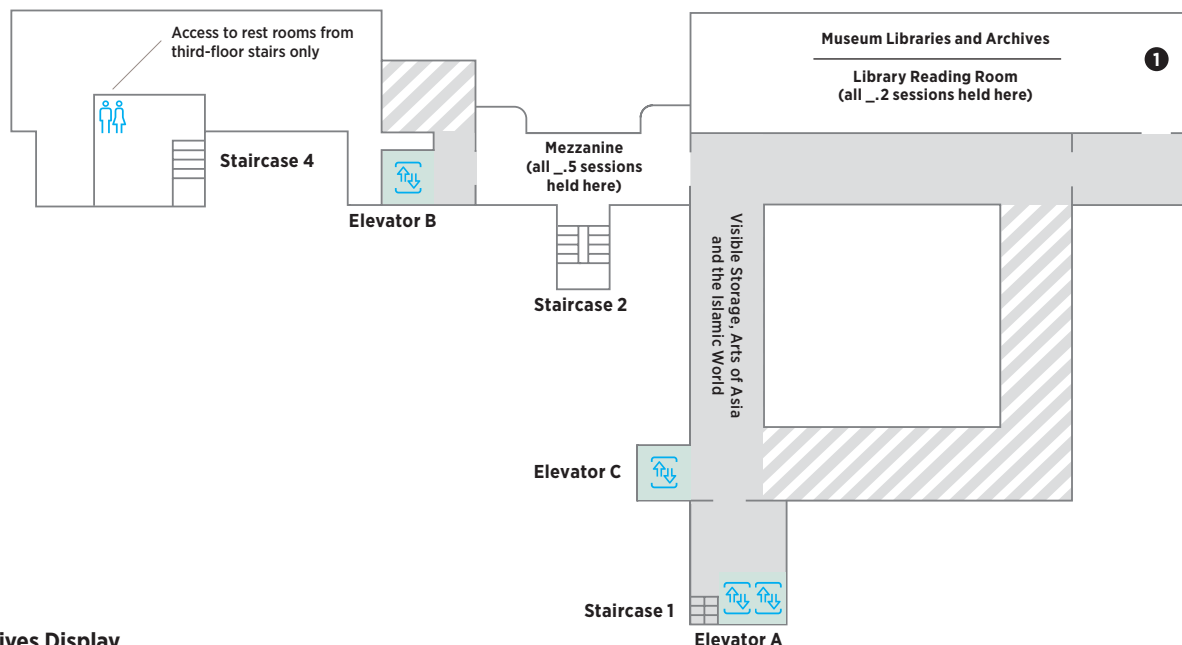 Access to rest rooms from
third-floor stairs only
Museum Libraries and Archives
1
Library Reading Room
(all _.2 sessions held here)
Staircase 4
Mezzanine
(all _.5 sessions
held here)
Elevator B
Visible Storage, Arts of Asia
and the Islamic World
Staircase 2
Elevator C
Staircase 1
Elevator A
ives Display